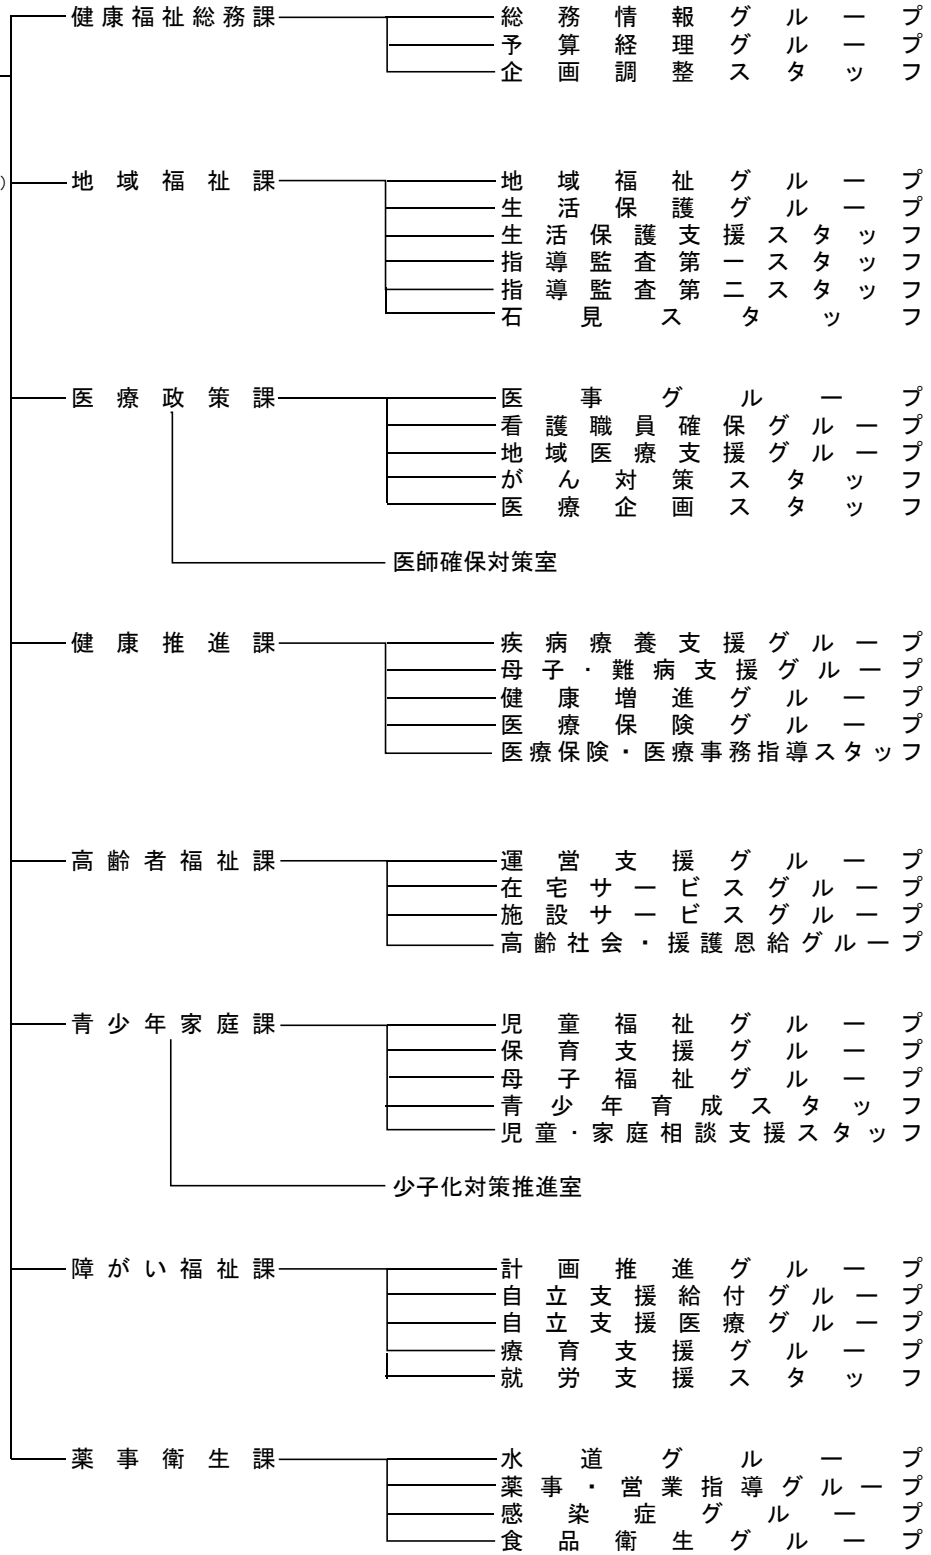 健康福祉総務課 総務情報グループ
予算経理グループ
企画調整スタッフ
)
地域福祉課 地域福祉グループ
生活保護グループ
生活保護支援スタッフ
指導監査第一スタッフ
指導監査第二スタッフ
石見スタッフ
医療政策課 医事グループ
看護職員確保グループ
地域医療支援グループ
がん対策スタッフ
医療企画スタッフ
医師確保対策室
健康推進課 疾病療養支援グループ
母子・難病支援グループ
健康増進グループ
医療保険グループ
医療保険・医療事務指導スタッフ
高齢者福祉課 運営支援グループ
在宅サービスグループ
施設サービスグループ
高齢社会・援護恩給グループ
青少年家庭課 児童福祉グループ
保育支援グループ
母子福祉グループ
青少年育成スタッフ
児童・家庭相談支援スタッフ
少子化対策推進室
障がい福祉課 計画推進グループ
自立支援給付グループ
自立支援医療グループ
療育支援グループ
就労支援スタッフ
薬事衛生課 水道グループ
薬事・営業指導グループ
感染症グループ
食品衛生グループ